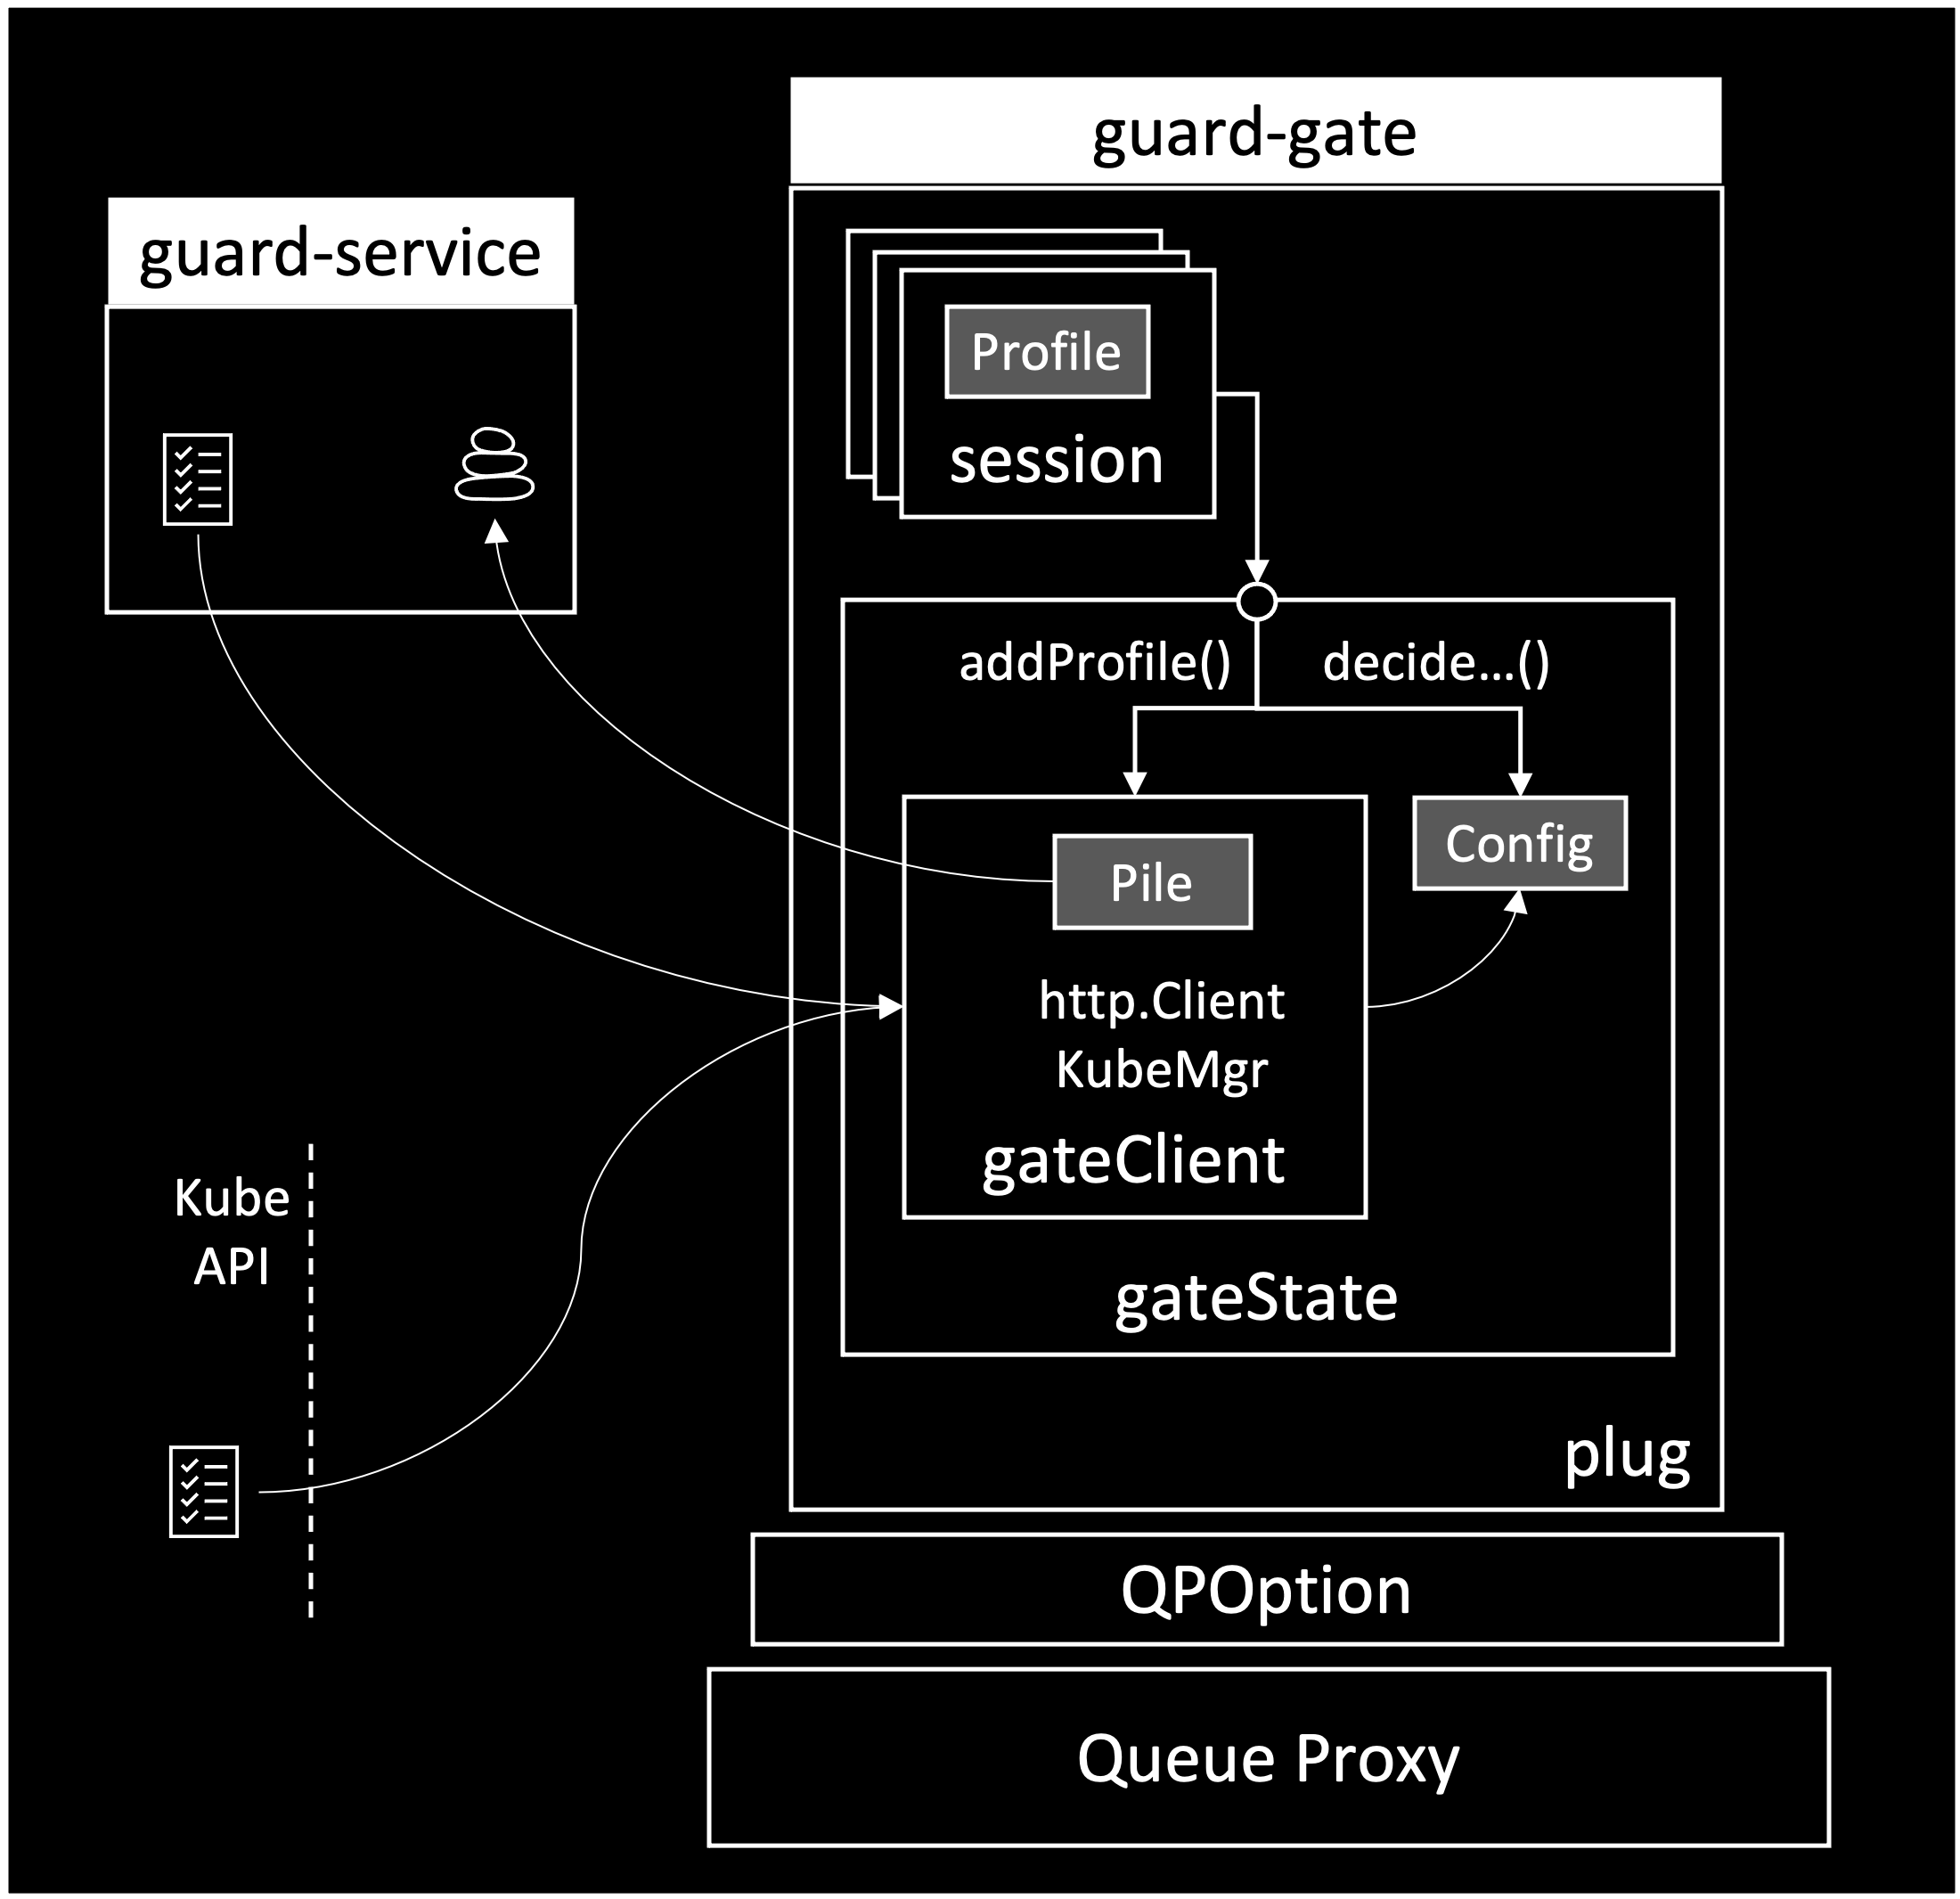 guard-gate
guard-service
Profile
session
addProfile()
decide...()
Pile
Config
http.Client
KubeMgr
gateClient
Kube
API
gateState
plug
QPOption
Queue Proxy